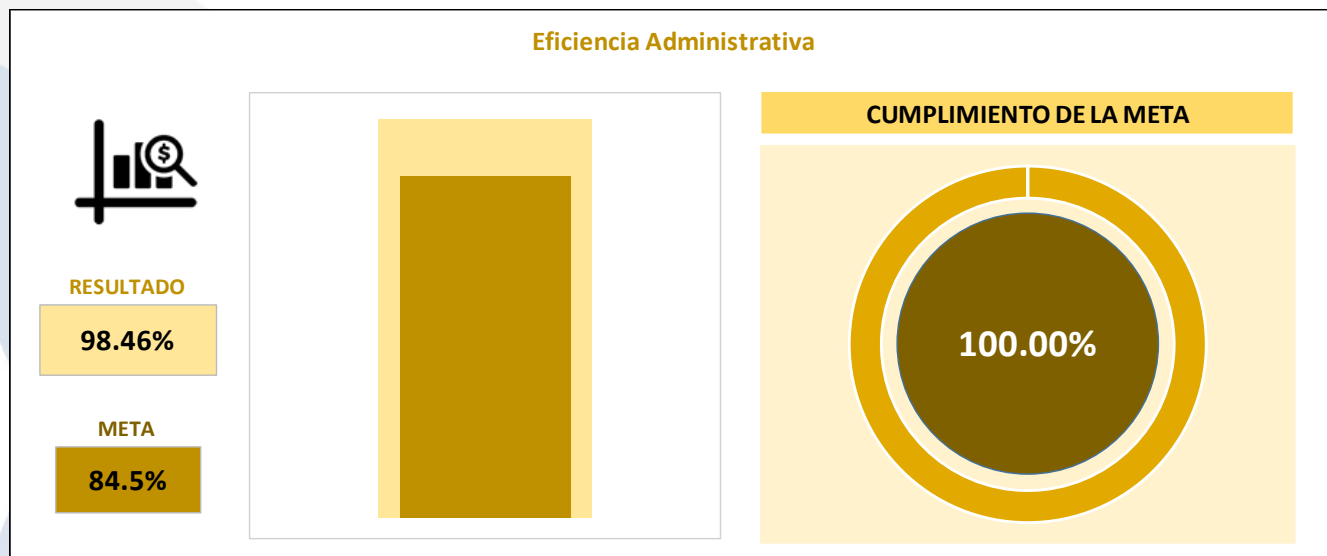 Eficiencia Administrativa
$
RESULTADO
98.46%
META
84.5%
CUMPLIMIENTO DE LA META
100.00%